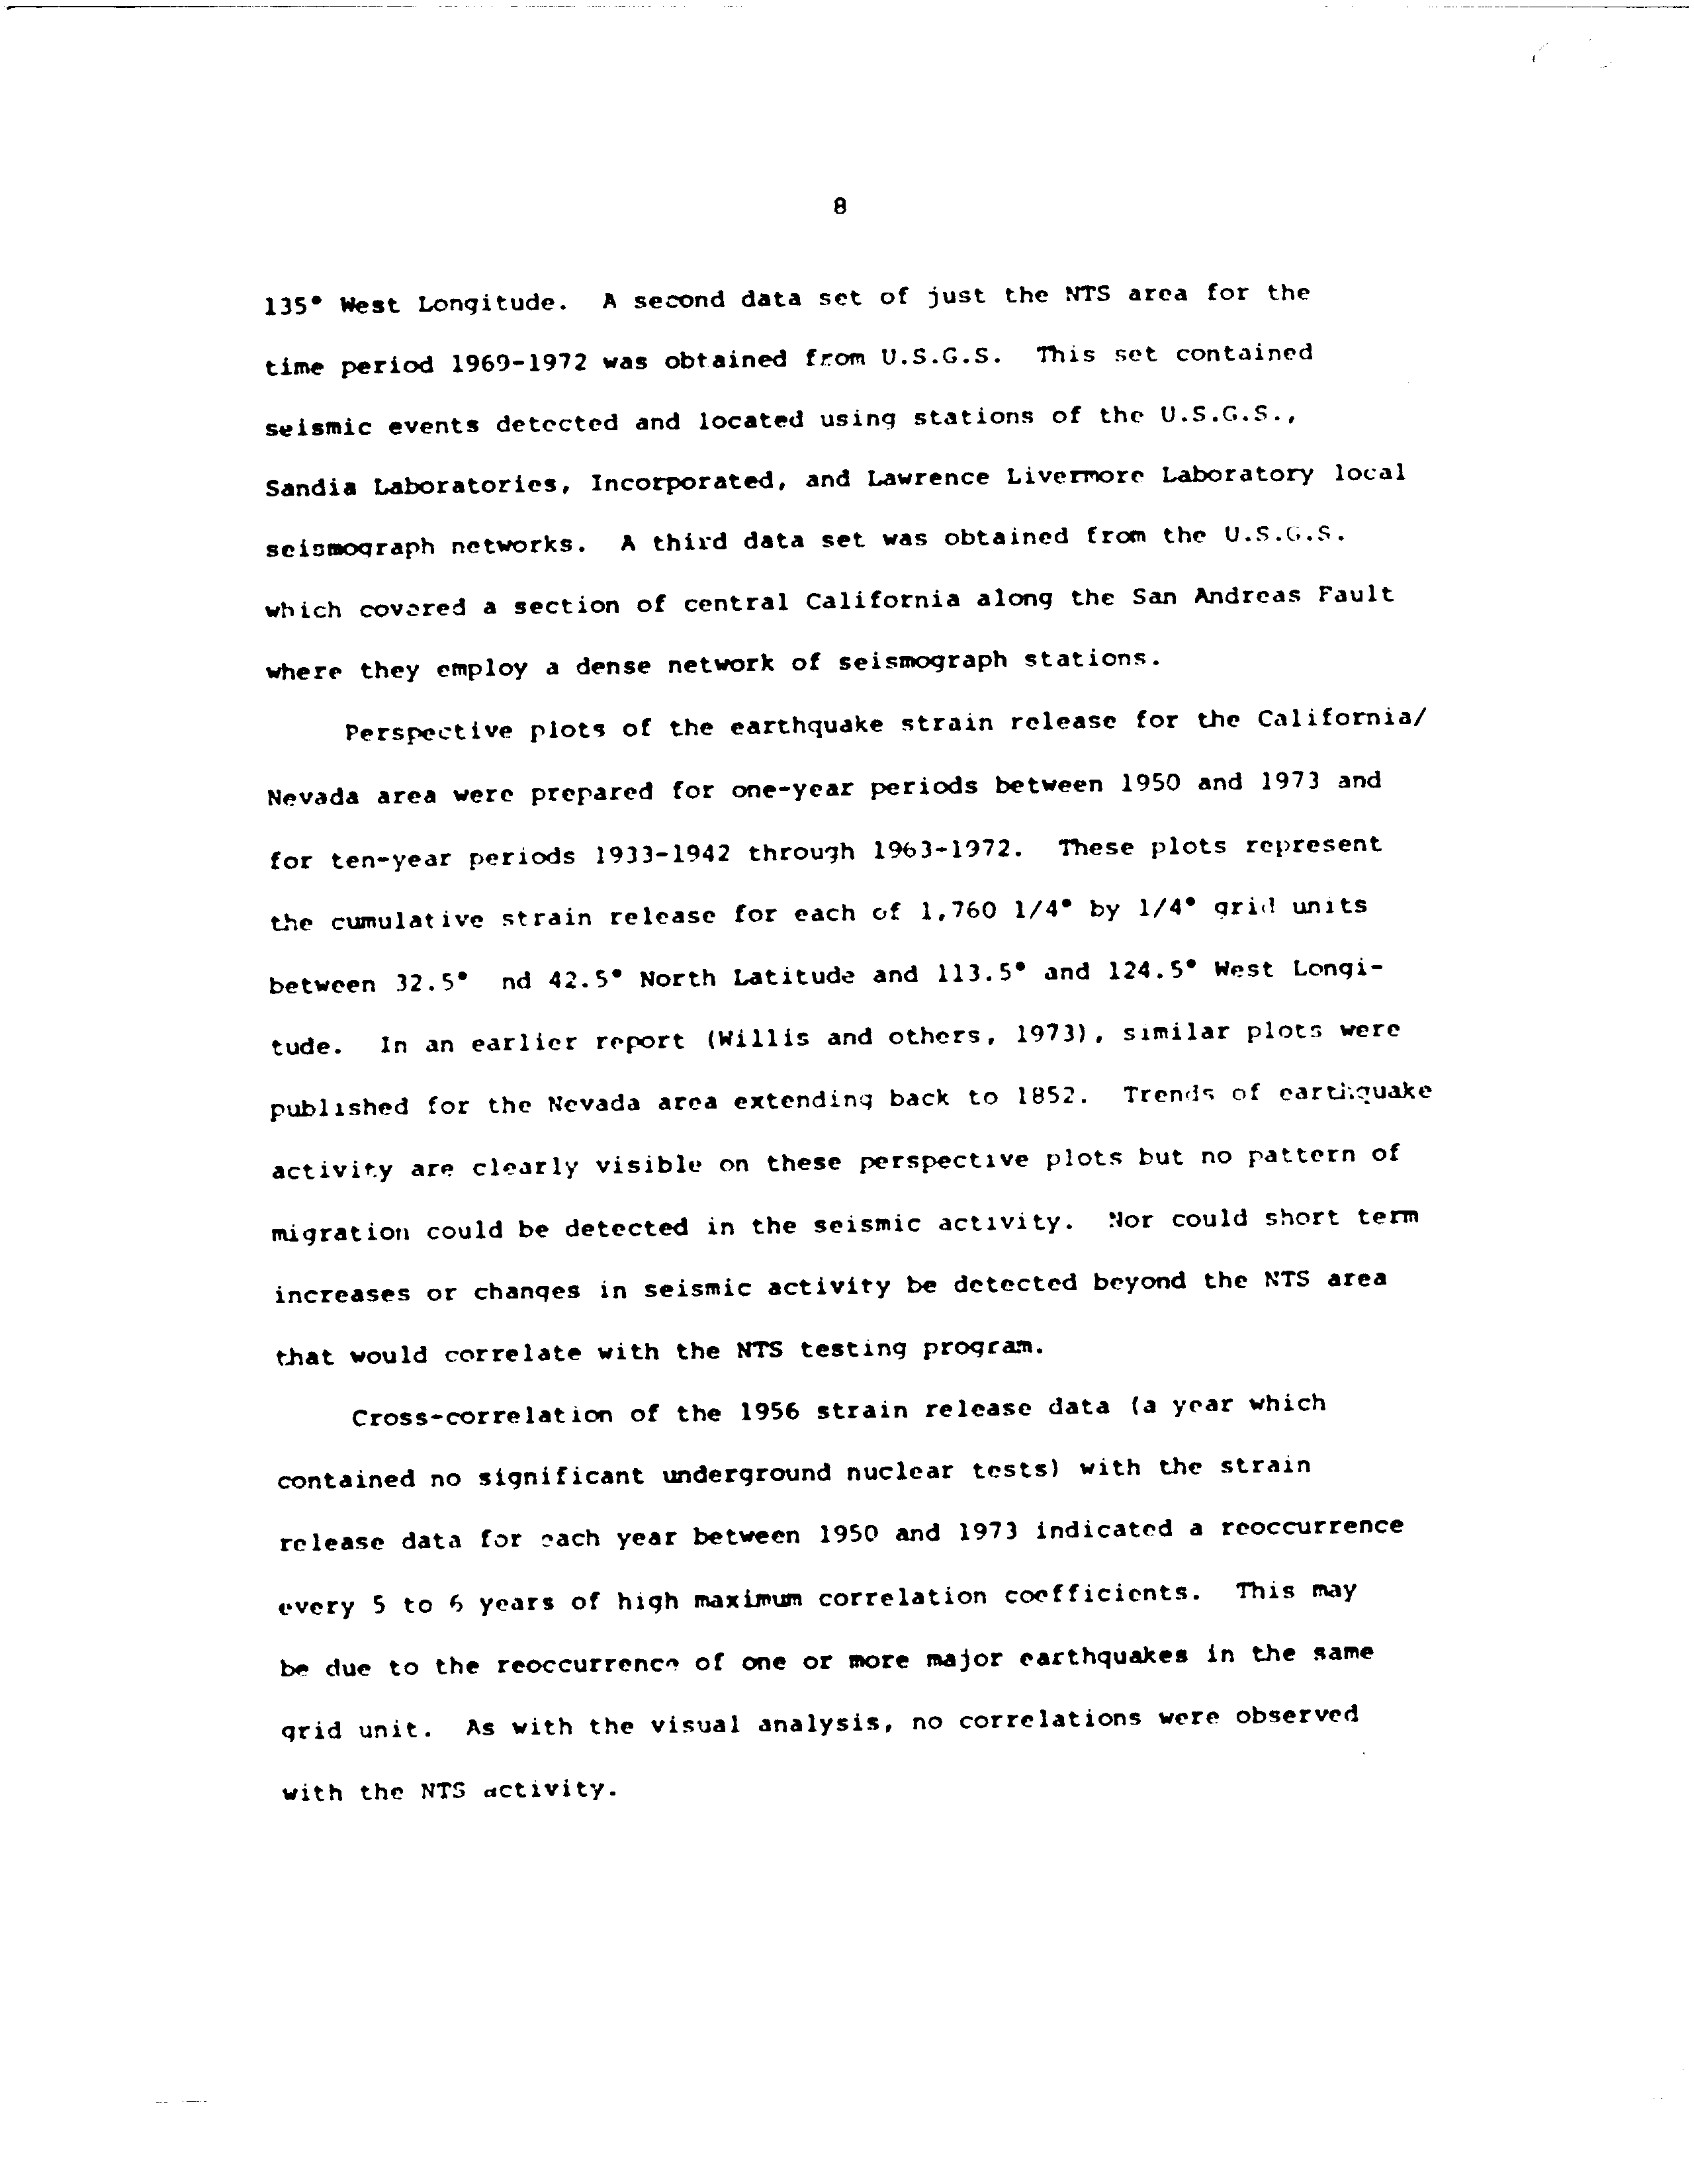 8
135° West Longitude. A second data set of just the NTS area for the
time period 1969-1972 was obtained from U.S.G.S. This set contained
seismic events detected and located using stations of the U.S.G.S.,
Sandia Laboratories, Incorporated, and Lawrence Livermore Laboratory local
seismograph networks. A third data set was obtained from the U.S.G.S.
which covered a section of central California along the San Andreas Fault
where they employ a dense network of seismograph stations.
Perspective plots of the earthquake strain release for the California/
Nevada area were prepared for one-year periods between 1950 and 1973 and
for ten-year periods 1933-1942 through 1963-1972. These plots represent
the cumulative strain release for each of 1,760 1/4° by 1/4° grid units
between 32.5° nd 42.5° North Latitude and 113.5° and 124.5° West Longi-
tude. In an earlier report (Willis and others, 1973), similar plots were
published for the Nevada area extending back to 1852. Trends of earthquake
activity are clearly visible on these perspective plots but no pattern of
migration could be detected in the seismic activity. Nor could short term
increases or changes in seismic activity be detected beyond the NTS area
that would correlate with the NTS testing program.
Cross-correlation of the 1956 strain release data (a year which
contained no significant underground nuclear tests) with the strain
release data for each year between 1950 and 1973 indicated a reoccurrence
every 5 to 6 years of high maximum correlation coefficients. This may
be due to the reoccurrence of one or more major earthquakes in the same
grid unit. As with the visual analysis, no correlations were observed
with the NTS activity.